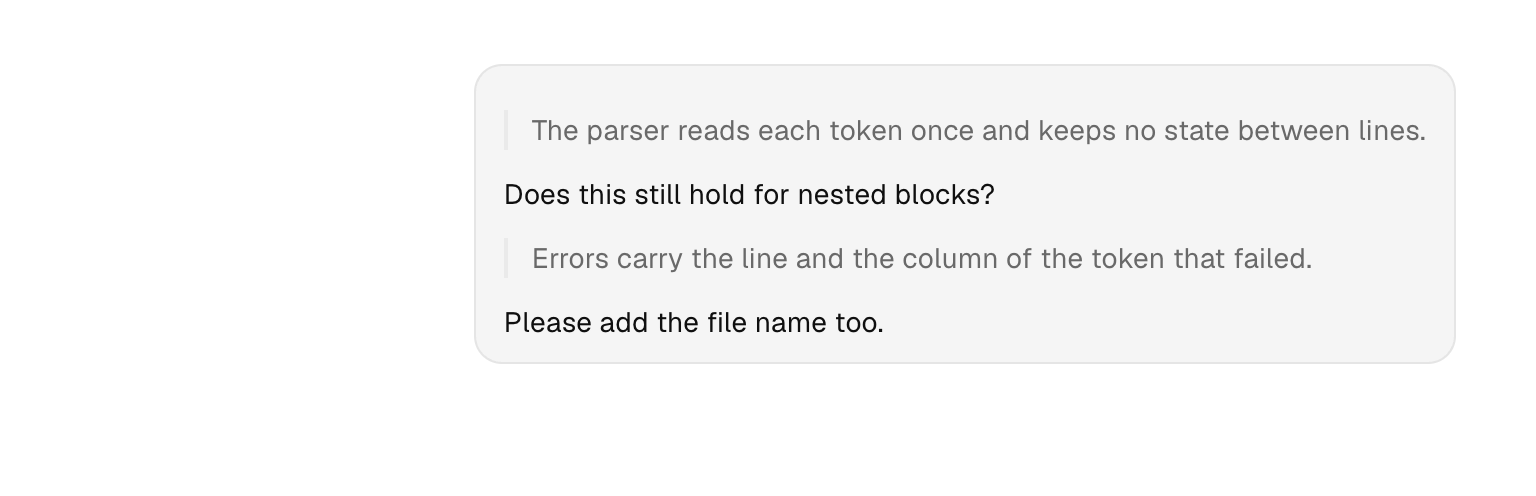 The parser reads each token once and keeps no state between lines.
Does this still hold for nested blocks?
Errors carry the line and the column of the token that failed.
Please add the file name too.